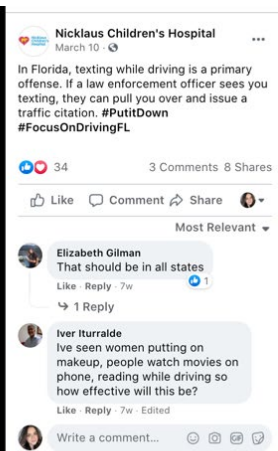 Nicklaus Children's Hospital
March 10 ·
In Florida, texting while driving is a primary
offense. If a law enforcement officer sees you
texting, they can pull you over and issue a
traffic citation. #PutitDown
#FocusOnDrivingFL
34
3 Comments 8 Shares
Like Comment Share
Most Relevant
Elizabeth Gilman
That should be in all states
1
Like · Reply · 7w
1 Reply
Iver Iturralde
Ive seen women putting on
makeup, people watch movies on
phone, reading while driving so
how effective will this be?
Like · Reply · 7w · Edited
Write a comment...
GIF